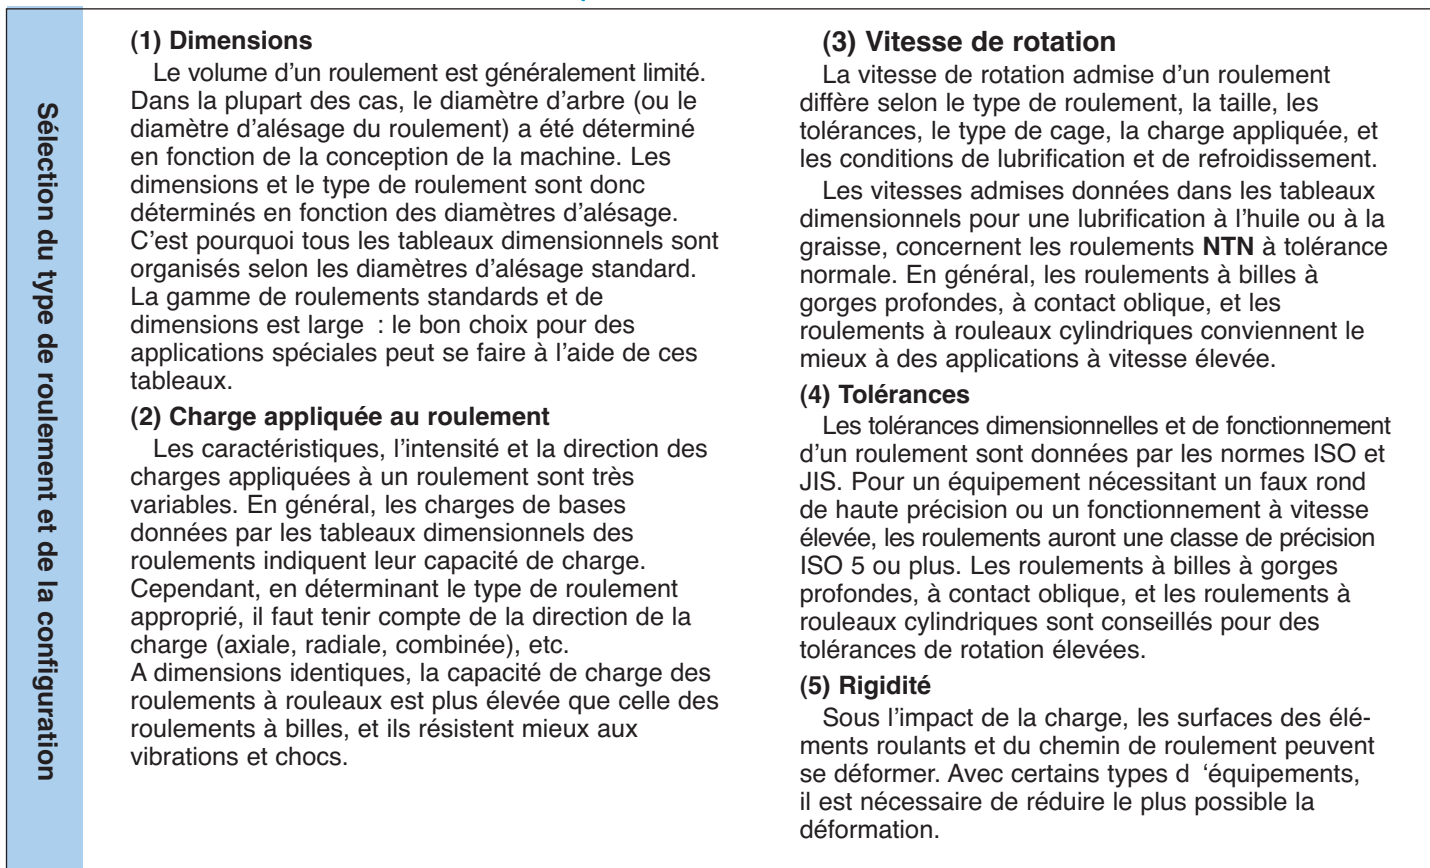 Sélection du type de roulement et de la configuration
(1) Dimensions
Le volume d'un roulement est généralement limité.
Dans la plupart des cas, le diamètre d'arbre (ou le
diamètre d'alésage du roulement) a été déterminé
en fonction de la conception de la machine. Les
dimensions et le type de roulement sont donc
déterminés en fonction des diamètres d'alésage.
C'est pourquoi tous les tableaux dimensionnels sont
organisés selon les diamètres d'alésage standard.
La gamme de roulements standards et de
dimensions est large : le bon choix pour des
applications spéciales peut se faire à l'aide de ces
tableaux.
(2) Charge appliquée au roulement
Les caractéristiques, l'intensité et la direction des
charges appliquées à un roulement sont très
variables. En général, les charges de bases
données par les tableaux dimensionnels des
roulements indiquent leur capacité de charge.
Cependant, en déterminant le type de roulement
approprié, il faut tenir compte de la direction de la
charge (axiale, radiale, combinée), etc.
A dimensions identiques, la capacité de charge des
roulements à rouleaux est plus élevée que celle des
roulements à billes, et ils résistent mieux aux
vibrations et chocs.
(3) Vitesse de rotation
La vitesse de rotation admise d'un roulement
diffère selon le type de roulement, la taille, les
tolérances, le type de cage, la charge appliquée, et
les conditions de lubrification et de refroidissement.
Les vitesses admises données dans les tableaux
dimensionnels pour une lubrification à l'huile ou à la
graisse, concernent les roulements NTN à tolérance
normale. En général, les roulements à billes à
gorges profondes, à contact oblique, et les
roulements à rouleaux cylindriques conviennent le
mieux à des applications à vitesse élevée.
(4) Tolérances
Les tolérances dimensionnelles et de fonctionnement
d'un roulement sont données par les normes ISO et
JIS. Pour un équipement nécessitant un faux rond
de haute précision ou un fonctionnement à vitesse
élevée, les roulements auront une classe de précision
ISO 5 ou plus. Les roulements à billes à gorges
profondes, à contact oblique, et les roulements à
rouleaux cylindriques sont conseillés pour des
tolérances de rotation élevées.
(5) Rigidité
Sous l'impact de la charge, les surfaces des élé-
ments roulants et du chemin de roulement peuvent
se déformer. Avec certains types d ‘équipements,
il est nécessaire de réduire le plus possible la
déformation.